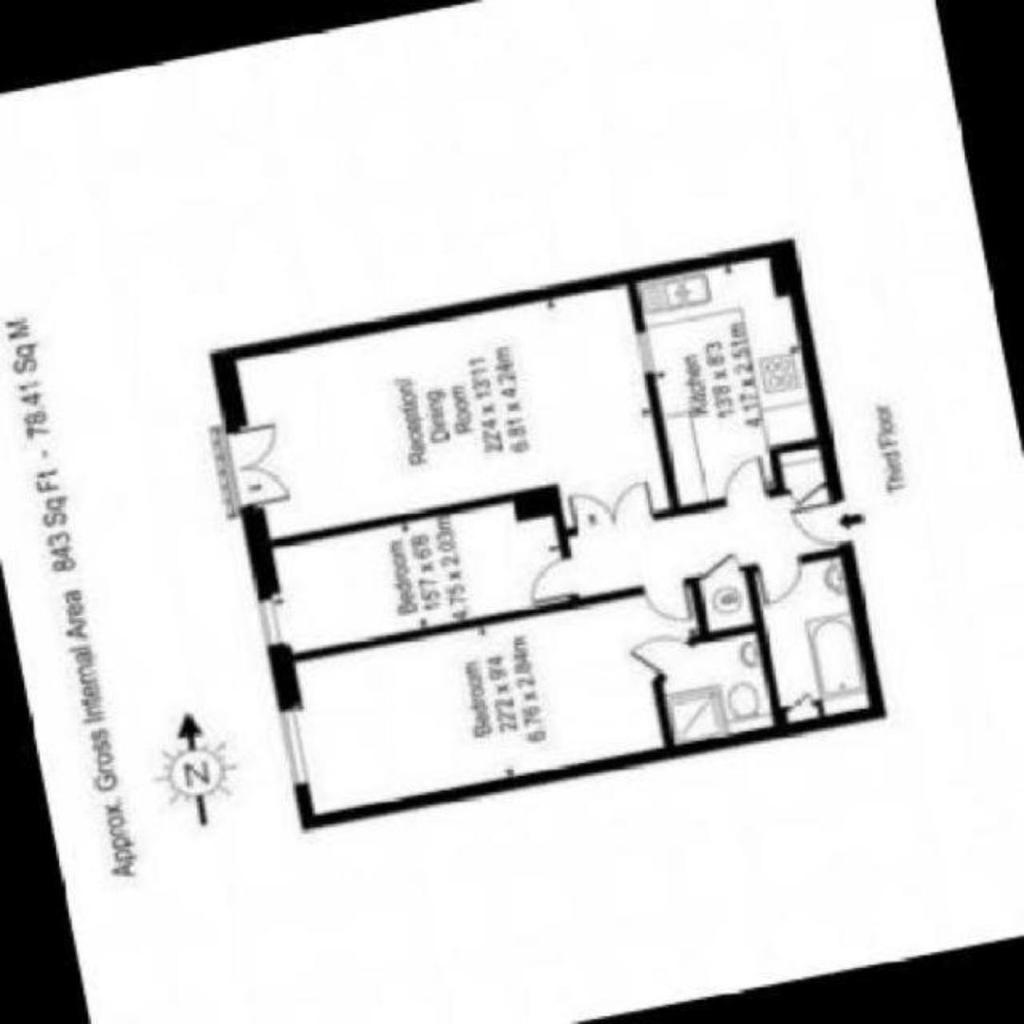 Approx. Gross Internal Area 843 Sq Ft - 78.41 Sq M
N
Reception/
Dining
Room
22'4 x 13'11
6.81 x 4.24m
Kitchen
13'8 x 8'3
4.17 x 2.51m
Bedroom
15'7 x 6'8
4.75 x 2.03m
Bedroom
22'2 x 9'4
6.76 x 2.84m
B
Third Floor